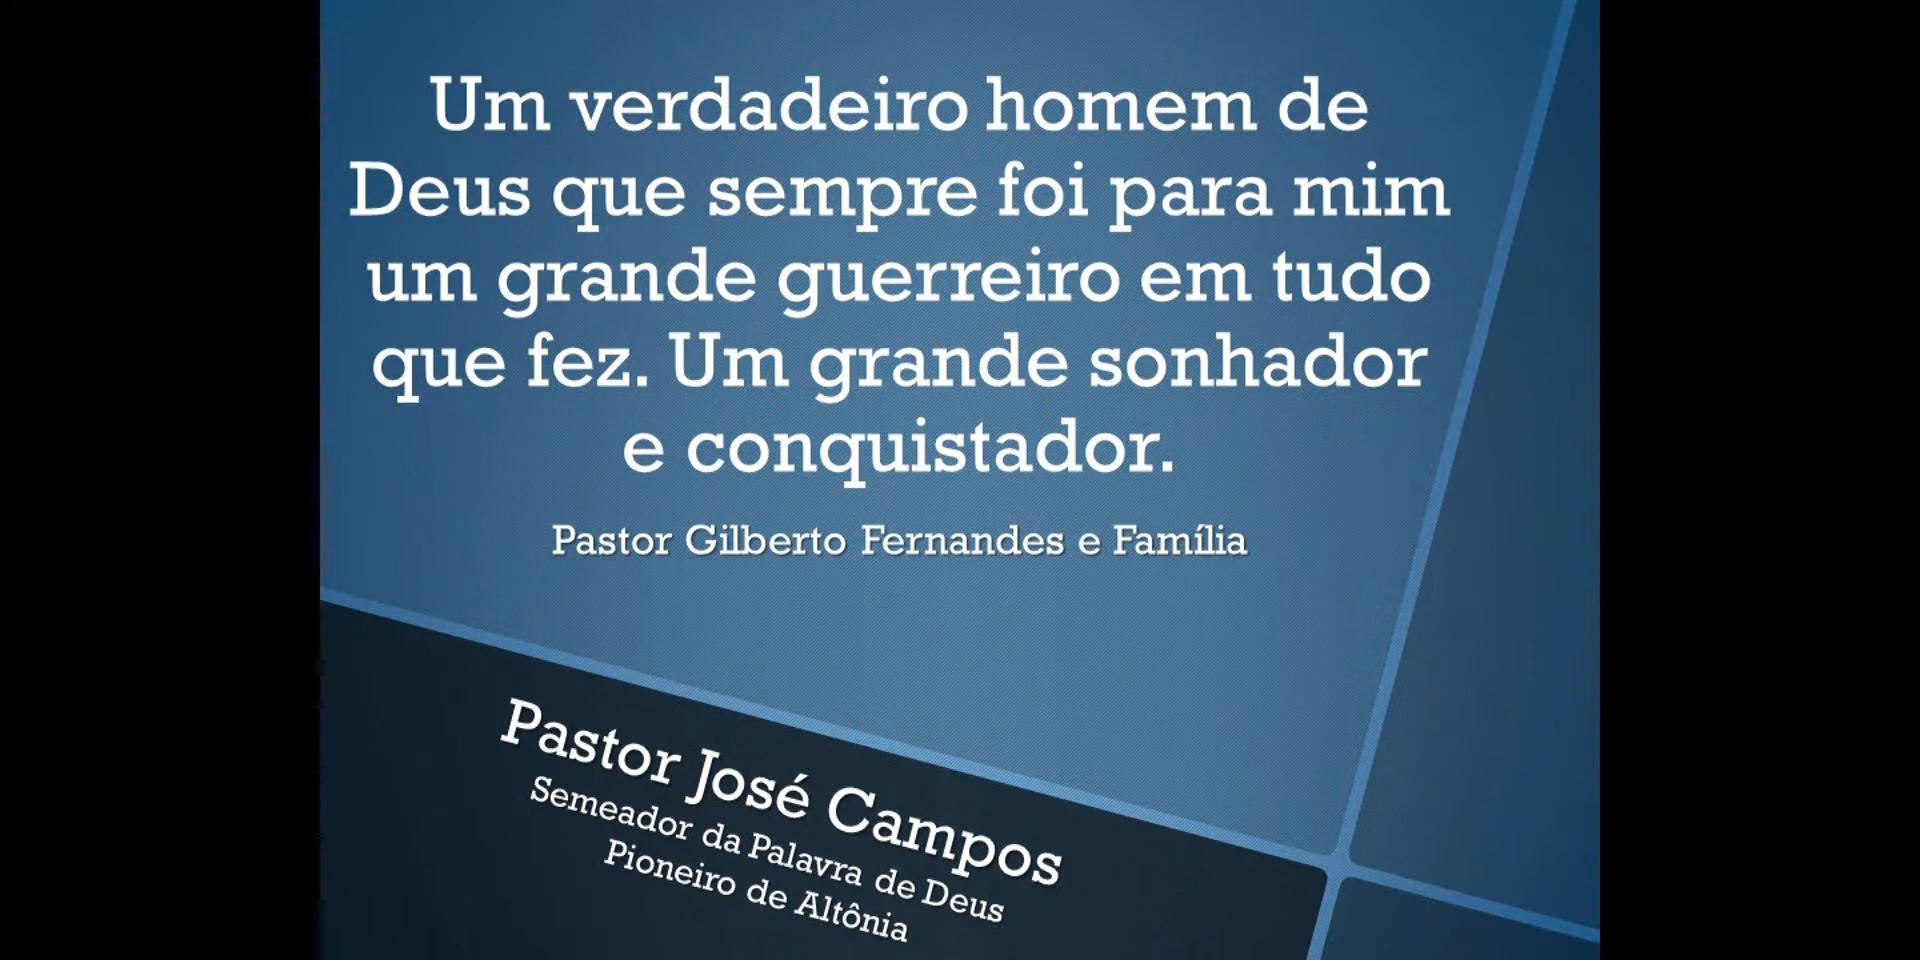 Um verdadeiro homem de
Deus que sempre foi para mim
um grande guerreiro em tudo
que fez. Um grande sonhador
e conquistador.
Pastor Gilberto Fernandes e Família
Pastor José Campos
Semeador da Palavra de Deus
Pioneiro de Altônia